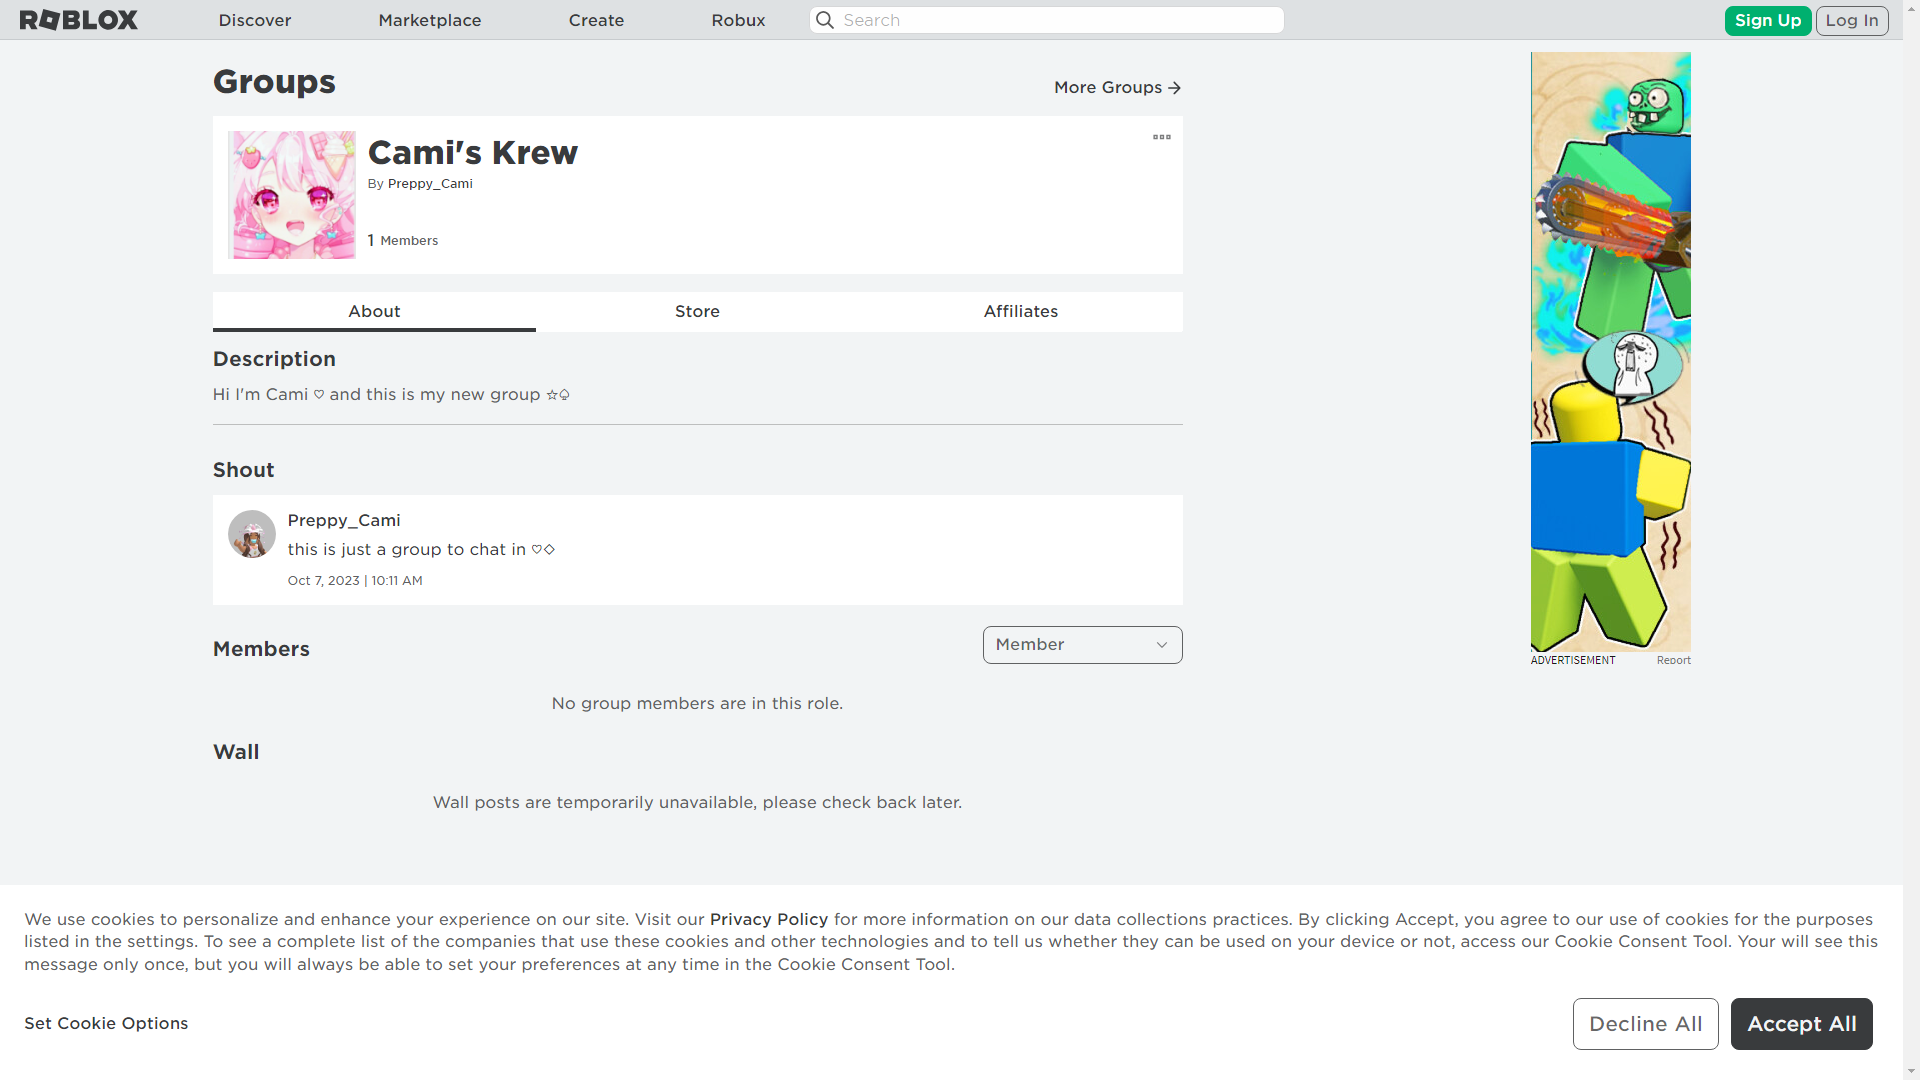 ROBLOX
Discover
Marketplace
Create
Robux
Search
Sign Up
Log In
Groups
More Groups →
Cami's Krew
By Preppy_Cami
1 Members
About
Store
Affiliates
Description
Hi I'm Cami ♡ and this is my new group ☆♤
Shout
Preppy_Cami
this is just a group to chat in ♡◇
Oct 7, 2023 | 10:11 AM
Members
Member
No group members are in this role.
Wall
Wall posts are temporarily unavailable, please check back later.
ADVERTISEMENT
Report
We use cookies to personalize and enhance your experience on our site. Visit our Privacy Policy for more information on our data collections practices. By clicking Accept, you agree to our use of cookies for the purposes
listed in the settings. To see a complete list of the companies that use these cookies and other technologies and to tell us whether they can be used on your device or not, access our Cookie Consent Tool. Your will see this
message only once, but you will always be able to set your preferences at any time in the Cookie Consent Tool.
Set Cookie Options
Decline All
Accept All